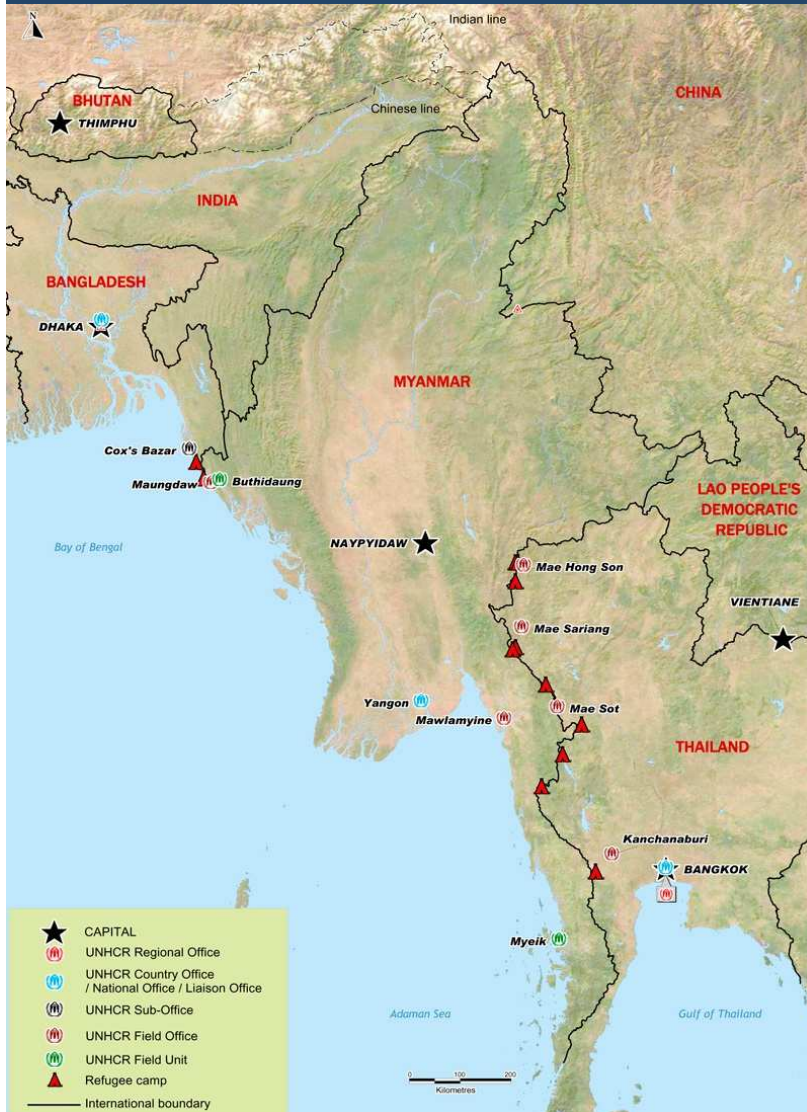 N
Indian line
BHUTAN
THIMPHU
CHINA
Chinese line
INDIA
BANGLADESH
DHAKA
MYANMAR
Cox's Bazar
Maungdaw
Buthidaung
LAO PEOPLE'S
DEMOCRATIC
REPUBLIC
Bay of Bengal
NAYPYIDAW
Mae Hong Son
VIENTIANE
Mae Sariang
Yangon
Mawlamyine
Mae Sot
THAILAND
Kanchanaburi
BANGKOK
Myeik
Adaman Sea
Gulf of Thailand
CAPITAL
UNHCR Regional Office
UNHCR Country Office
/ National Office / Liaison Office
UNHCR Sub-Office
UNHCR Field Office
UNHCR Field Unit
Refugee camp
International boundary
0 100 200
Kilometres